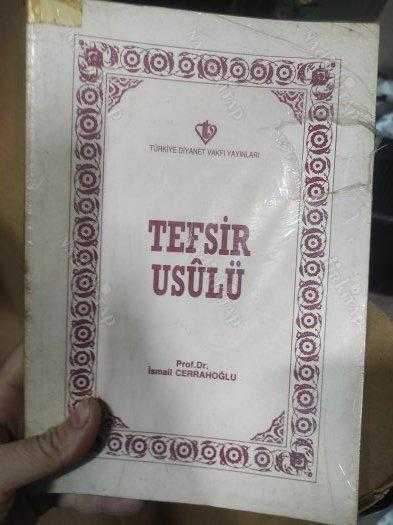 TÜRKİYE DİYANET VAKFI YAYINLARI
TEFSİR
USÛLÜ
Prof.Dr.
İsmail CERRAHOĞLU